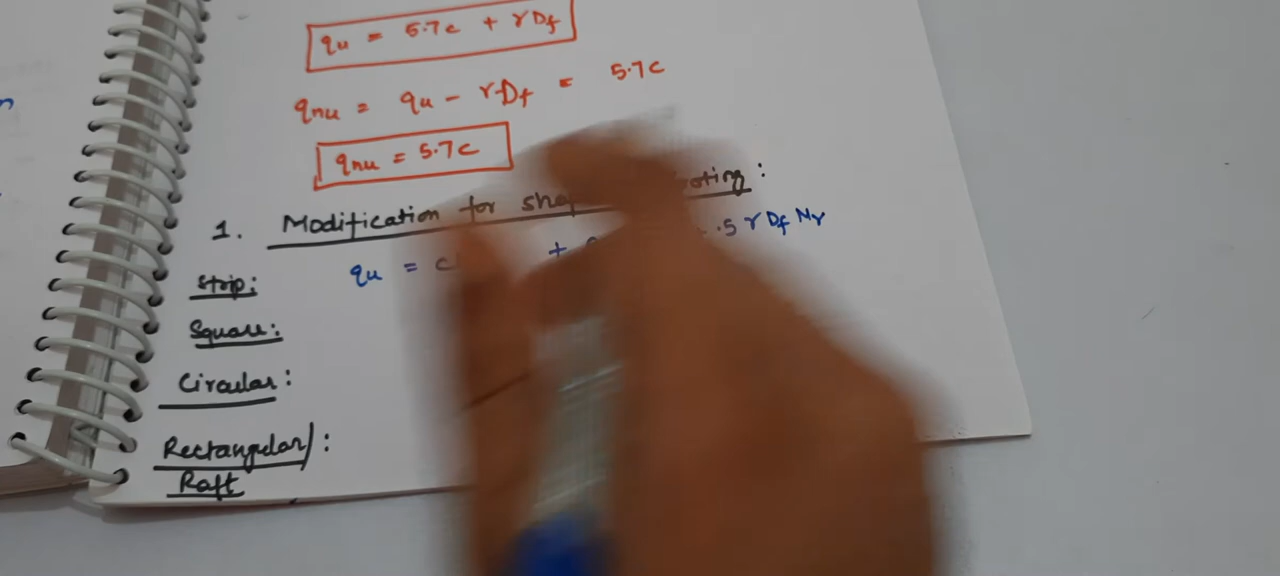 qu = 5.7c + γDf
qnu = qu - γDf = 5.7c
qnu = 5.7c
1. Modification for :
Strip: qu = + .5 γ Df Nγ
Square:
Circular:
Rectangular/:
Raft